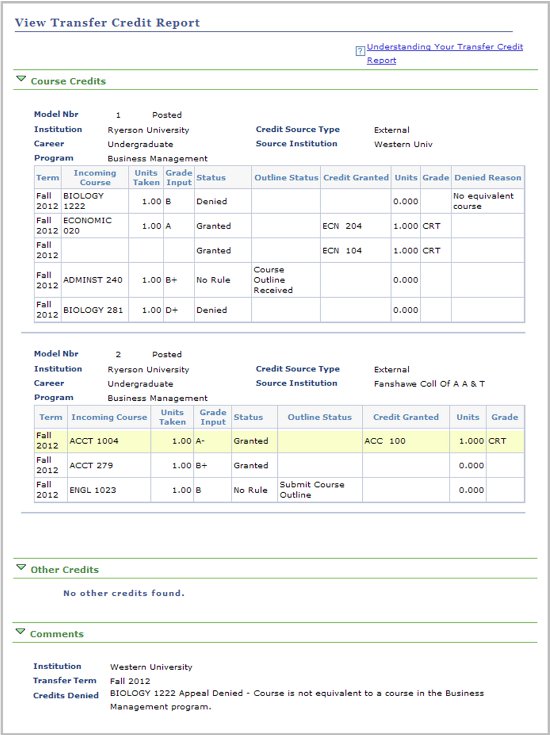 View Transfer Credit Report
? Understanding Your Transfer Credit
Report
Course Credits
Model Nbr 1 Posted
Institution Ryerson University Credit Source Type External
Career Undergraduate Source Institution Western Univ
Program Business Management
Term Incoming Course Units Taken Grade Input Status Outline Status Credit Granted Units Grade Denied Reason
Fall 2012 BIOLOGY 1222 1.00 B Denied 0.000 No equivalent course
Fall 2012 ECONOMIC 020 1.00 A Granted ECN 204 1.000 CRT
Fall 2012 Granted ECN 104 1.000 CRT
Fall 2012 ADMINST 240 1.00 B+ No Rule Course Outline Received 0.000
Fall 2012 BIOLOGY 281 1.00 D+ Denied 0.000
Model Nbr 2 Posted
Institution Ryerson University Credit Source Type External
Career Undergraduate Source Institution Fanshawe Coll Of A A & T
Program Business Management
Term Incoming Course Units Taken Grade Input Status Outline Status Credit Granted Units Grade
Fall 2012 ACCT 1004 1.00 A- Granted ACC 100 1.000 CRT
Fall 2012 ACCT 279 1.00 B+ Granted 0.000
Fall 2012 ENGL 1023 1.00 B No Rule Submit Course Outline 0.000
Other Credits
No other credits found.
Comments
Institution Western University
Transfer Term Fall 2012
Credits Denied BIOLOGY 1222 Appeal Denied - Course is not equivalent to a course in the Business
Management program.